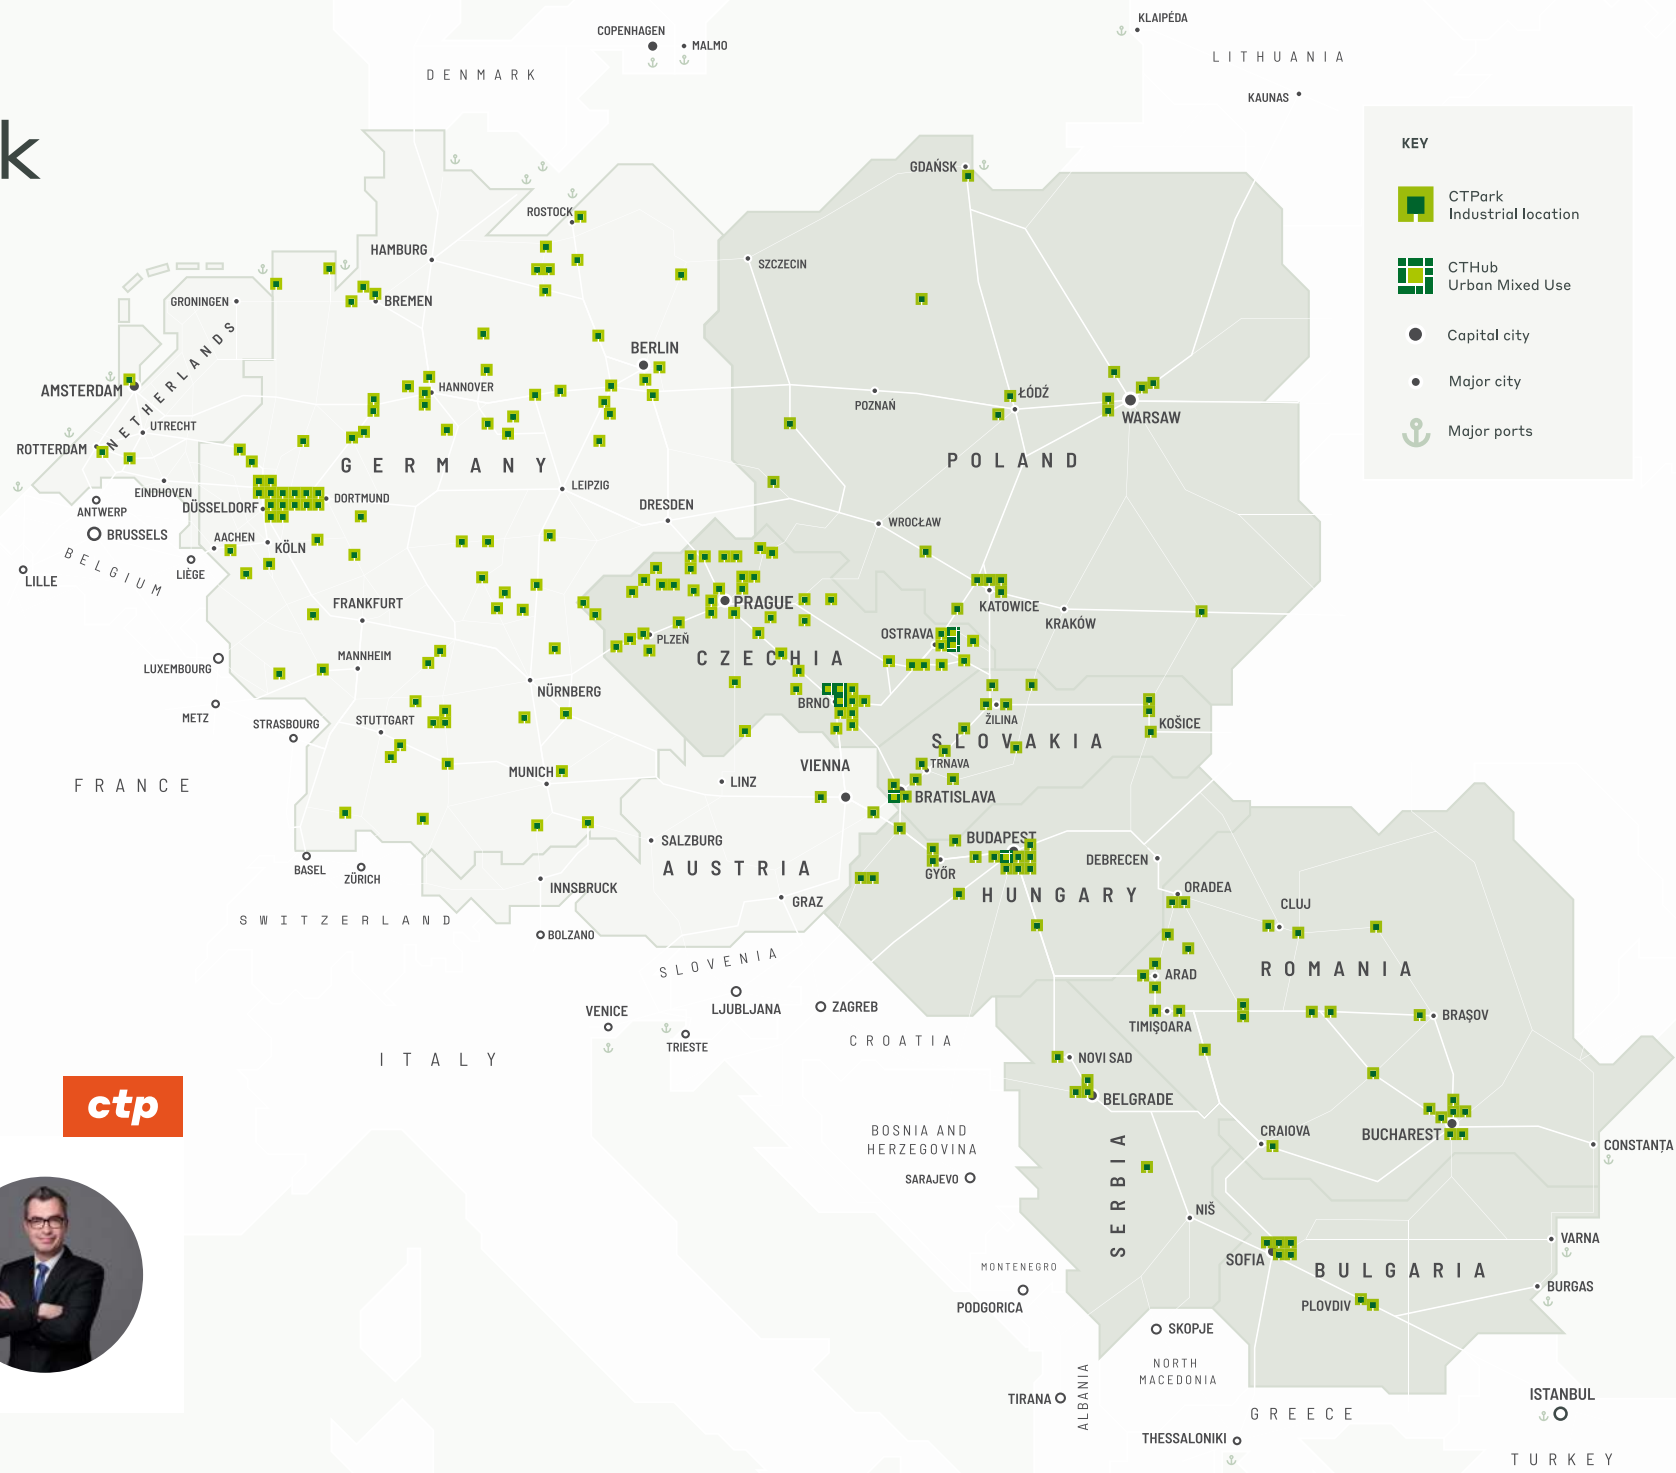 k
KEY
CTPark
Industrial location
CTHub
Urban Mixed Use
Capital city
Major city
Major ports
COPENHAGEN
MALMO
DENMARK
KLAIPÉDA
LITHUANIA
KAUNAS
GDAŃSK
ROSTOCK
HAMBURG
SZCZECIN
GRONINGEN
BREMEN
NETHERLANDS
BERLIN
AMSTERDAM
HANNOVER
POZNAŃ
ŁÓDŹ
WARSAW
UTRECHT
ROTTERDAM
GERMANY
POLAND
EINDHOVEN
LEIPZIG
DORTMUND
DÜSSELDORF
ANTWERP
DRESDEN
WROCŁAW
BRUSSELS
AACHEN
KÖLN
BELGIUM
LIÈGE
LILLE
FRANKFURT
PRAGUE
KATOWICE
KRAKÓW
OSTRAVA
PLZEŇ
CZECHIA
MANNHEIM
LUXEMBOURG
NÜRNBERG
BRNO
METZ
STRASBOURG
STUTTGART
ŽILINA
KOŠICE
SLOVAKIA
VIENNA
TRNAVA
MUNICH
LINZ
FRANCE
BRATISLAVA
SALZBURG
BUDAPEST
DEBRECEN
BASEL
ZÜRICH
AUSTRIA
GYŐR
INNSBRUCK
HUNGARY
ORADEA
GRAZ
CLUJ
SWITZERLAND
BOLZANO
SLOVENIA
ROMANIA
ARAD
LJUBLJANA
ZAGREB
VENICE
TIMIȘOARA
BRAȘOV
TRIESTE
CROATIA
ITALY
NOVI SAD
BELGRADE
ctp
BOSNIA AND
HERZEGOVINA
CRAIOVA
BUCHAREST
CONSTANȚA
SARAJEVO
SERBIA
NIŠ
VARNA
SOFIA
MONTENEGRO
BULGARIA
BURGAS
PODGORICA
PLOVDIV
SKOPJE
NORTH
MACEDONIA
TIRANA
ALBANIA
ISTANBUL
GREECE
THESSALONIKI
TURKEY